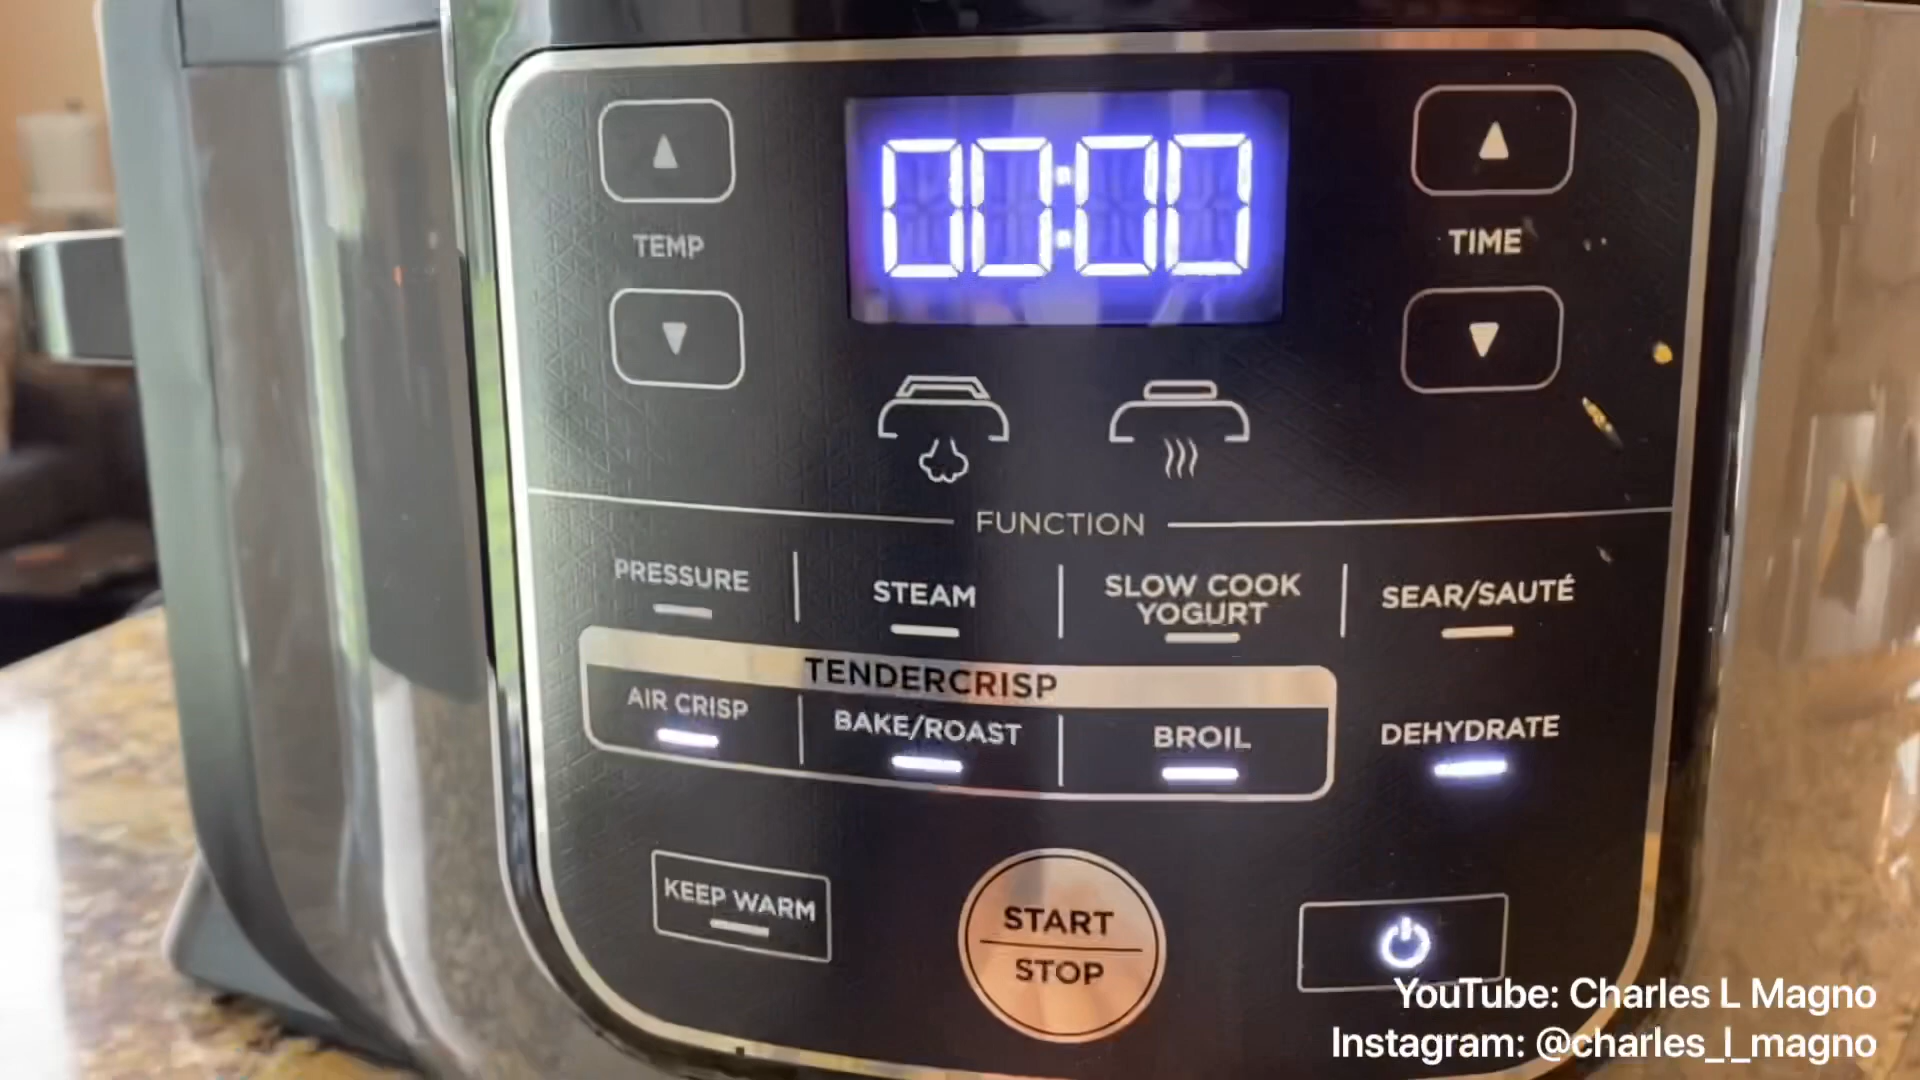 00:00
TEMP
TIME
FUNCTION
PRESSURE
STEAM
SLOW COOK
YOGURT
SEAR/SAUTÉ
TENDERCRISP
AIR CRISP
BAKE/ROAST
BROIL
DEHYDRATE
KEEP WARM
START
STOP
YouTube: Charles L Magno
Instagram: @charles_l_magno